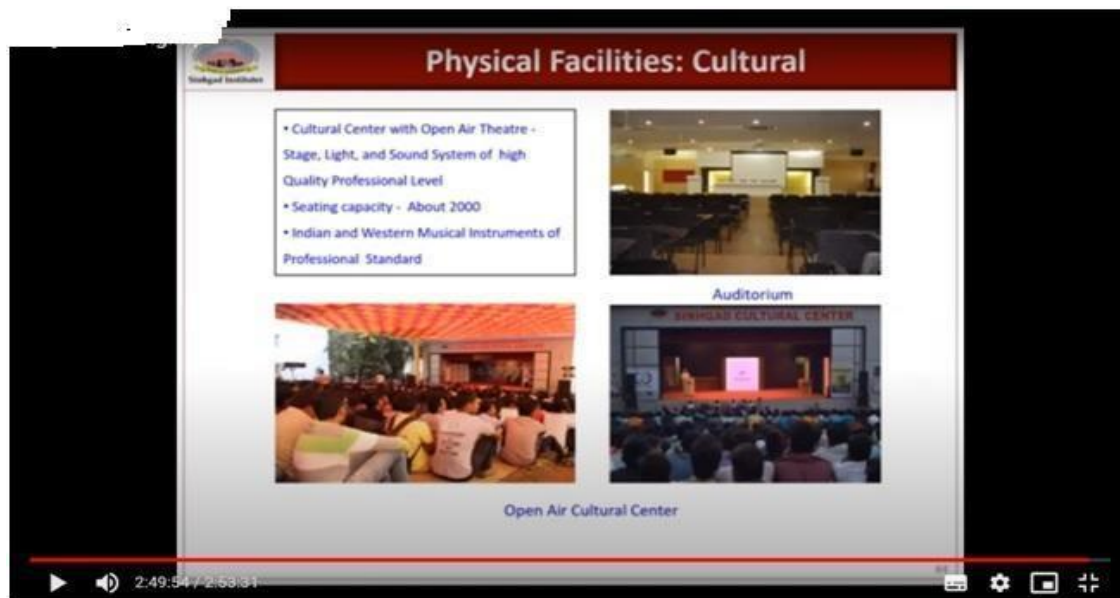 Sinhgad Institutes
Physical Facilities: Cultural
• Cultural Center with Open Air Theatre -
Stage, Light, and Sound System of high
Quality Professional Level
• Seating capacity - About 2000
• Indian and Western Musical Instruments of
Professional Standard
Auditorium
SINHGAD CULTURAL CENTER
Open Air Cultural Center
2:49:54 / 2:53:31